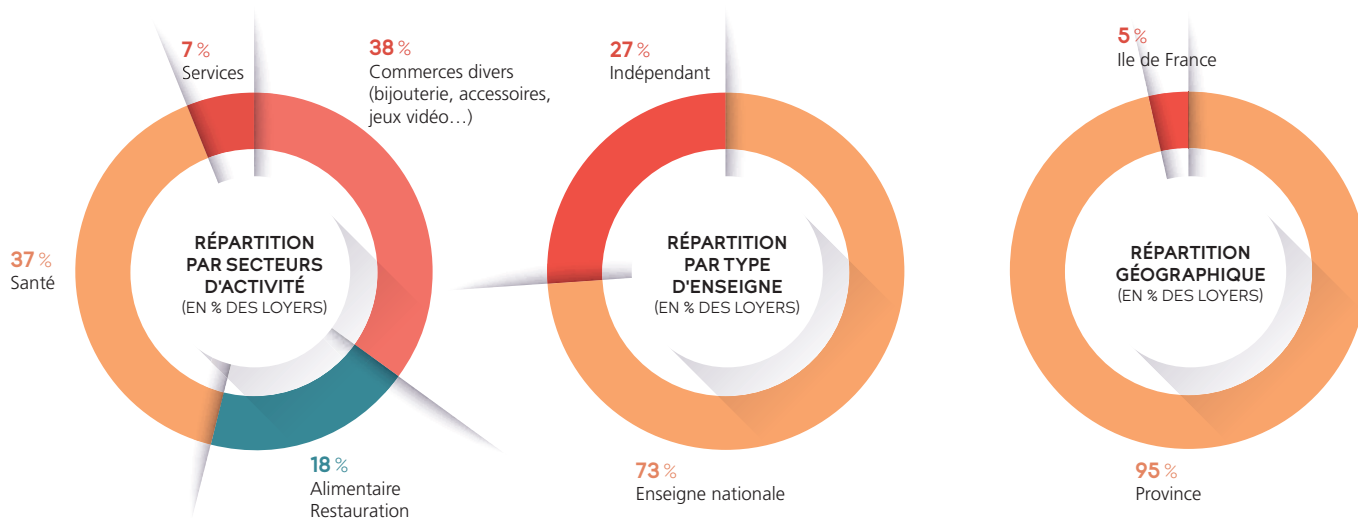 7 %
Services
38 %
Commerces divers
(bijouterie, accessoires,
jeux vidéo…)
37 %
Santé
RÉPARTITION
PAR SECTEURS
D'ACTIVITÉ
(EN % DES LOYERS)
18 %
Alimentaire
Restauration
27 %
Indépendant
RÉPARTITION
PAR TYPE
D'ENSEIGNE
(EN % DES LOYERS)
73 %
Enseigne nationale
5 %
Ile de France
RÉPARTITION
GÉOGRAPHIQUE
(EN % DES LOYERS)
95 %
Province